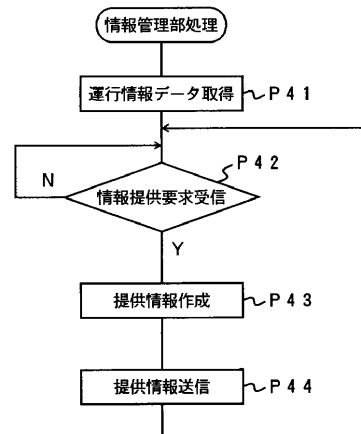 情報管理部処理
運行情報データ取得 P41
P42
N 情報提供要求受信
Y
提供情報作成 P43
提供情報送信 P44